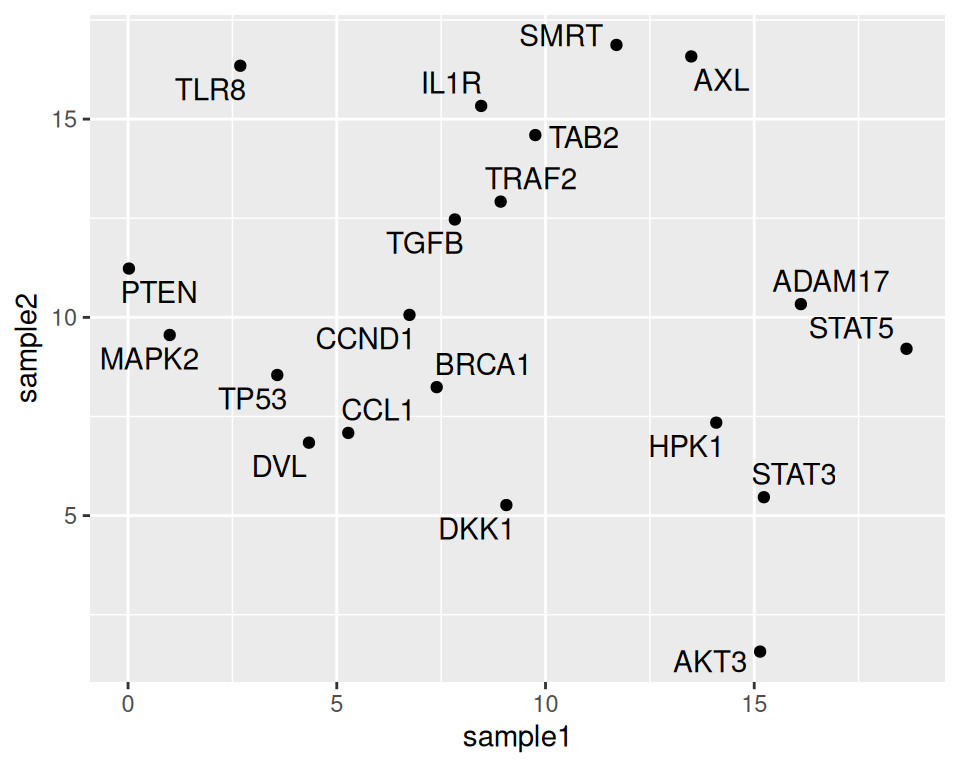 SMRT
AXL
TLR8
IL1R
TAB2
TRAF2
TGFB
PTEN
ADAM17
STAT5
CCND1
MAPK2
BRCA1
TP53
CCL1
HPK1
DVL
STAT3
DKK1
AKT3
15
10
5
sample2
0
5
10
15
sample1